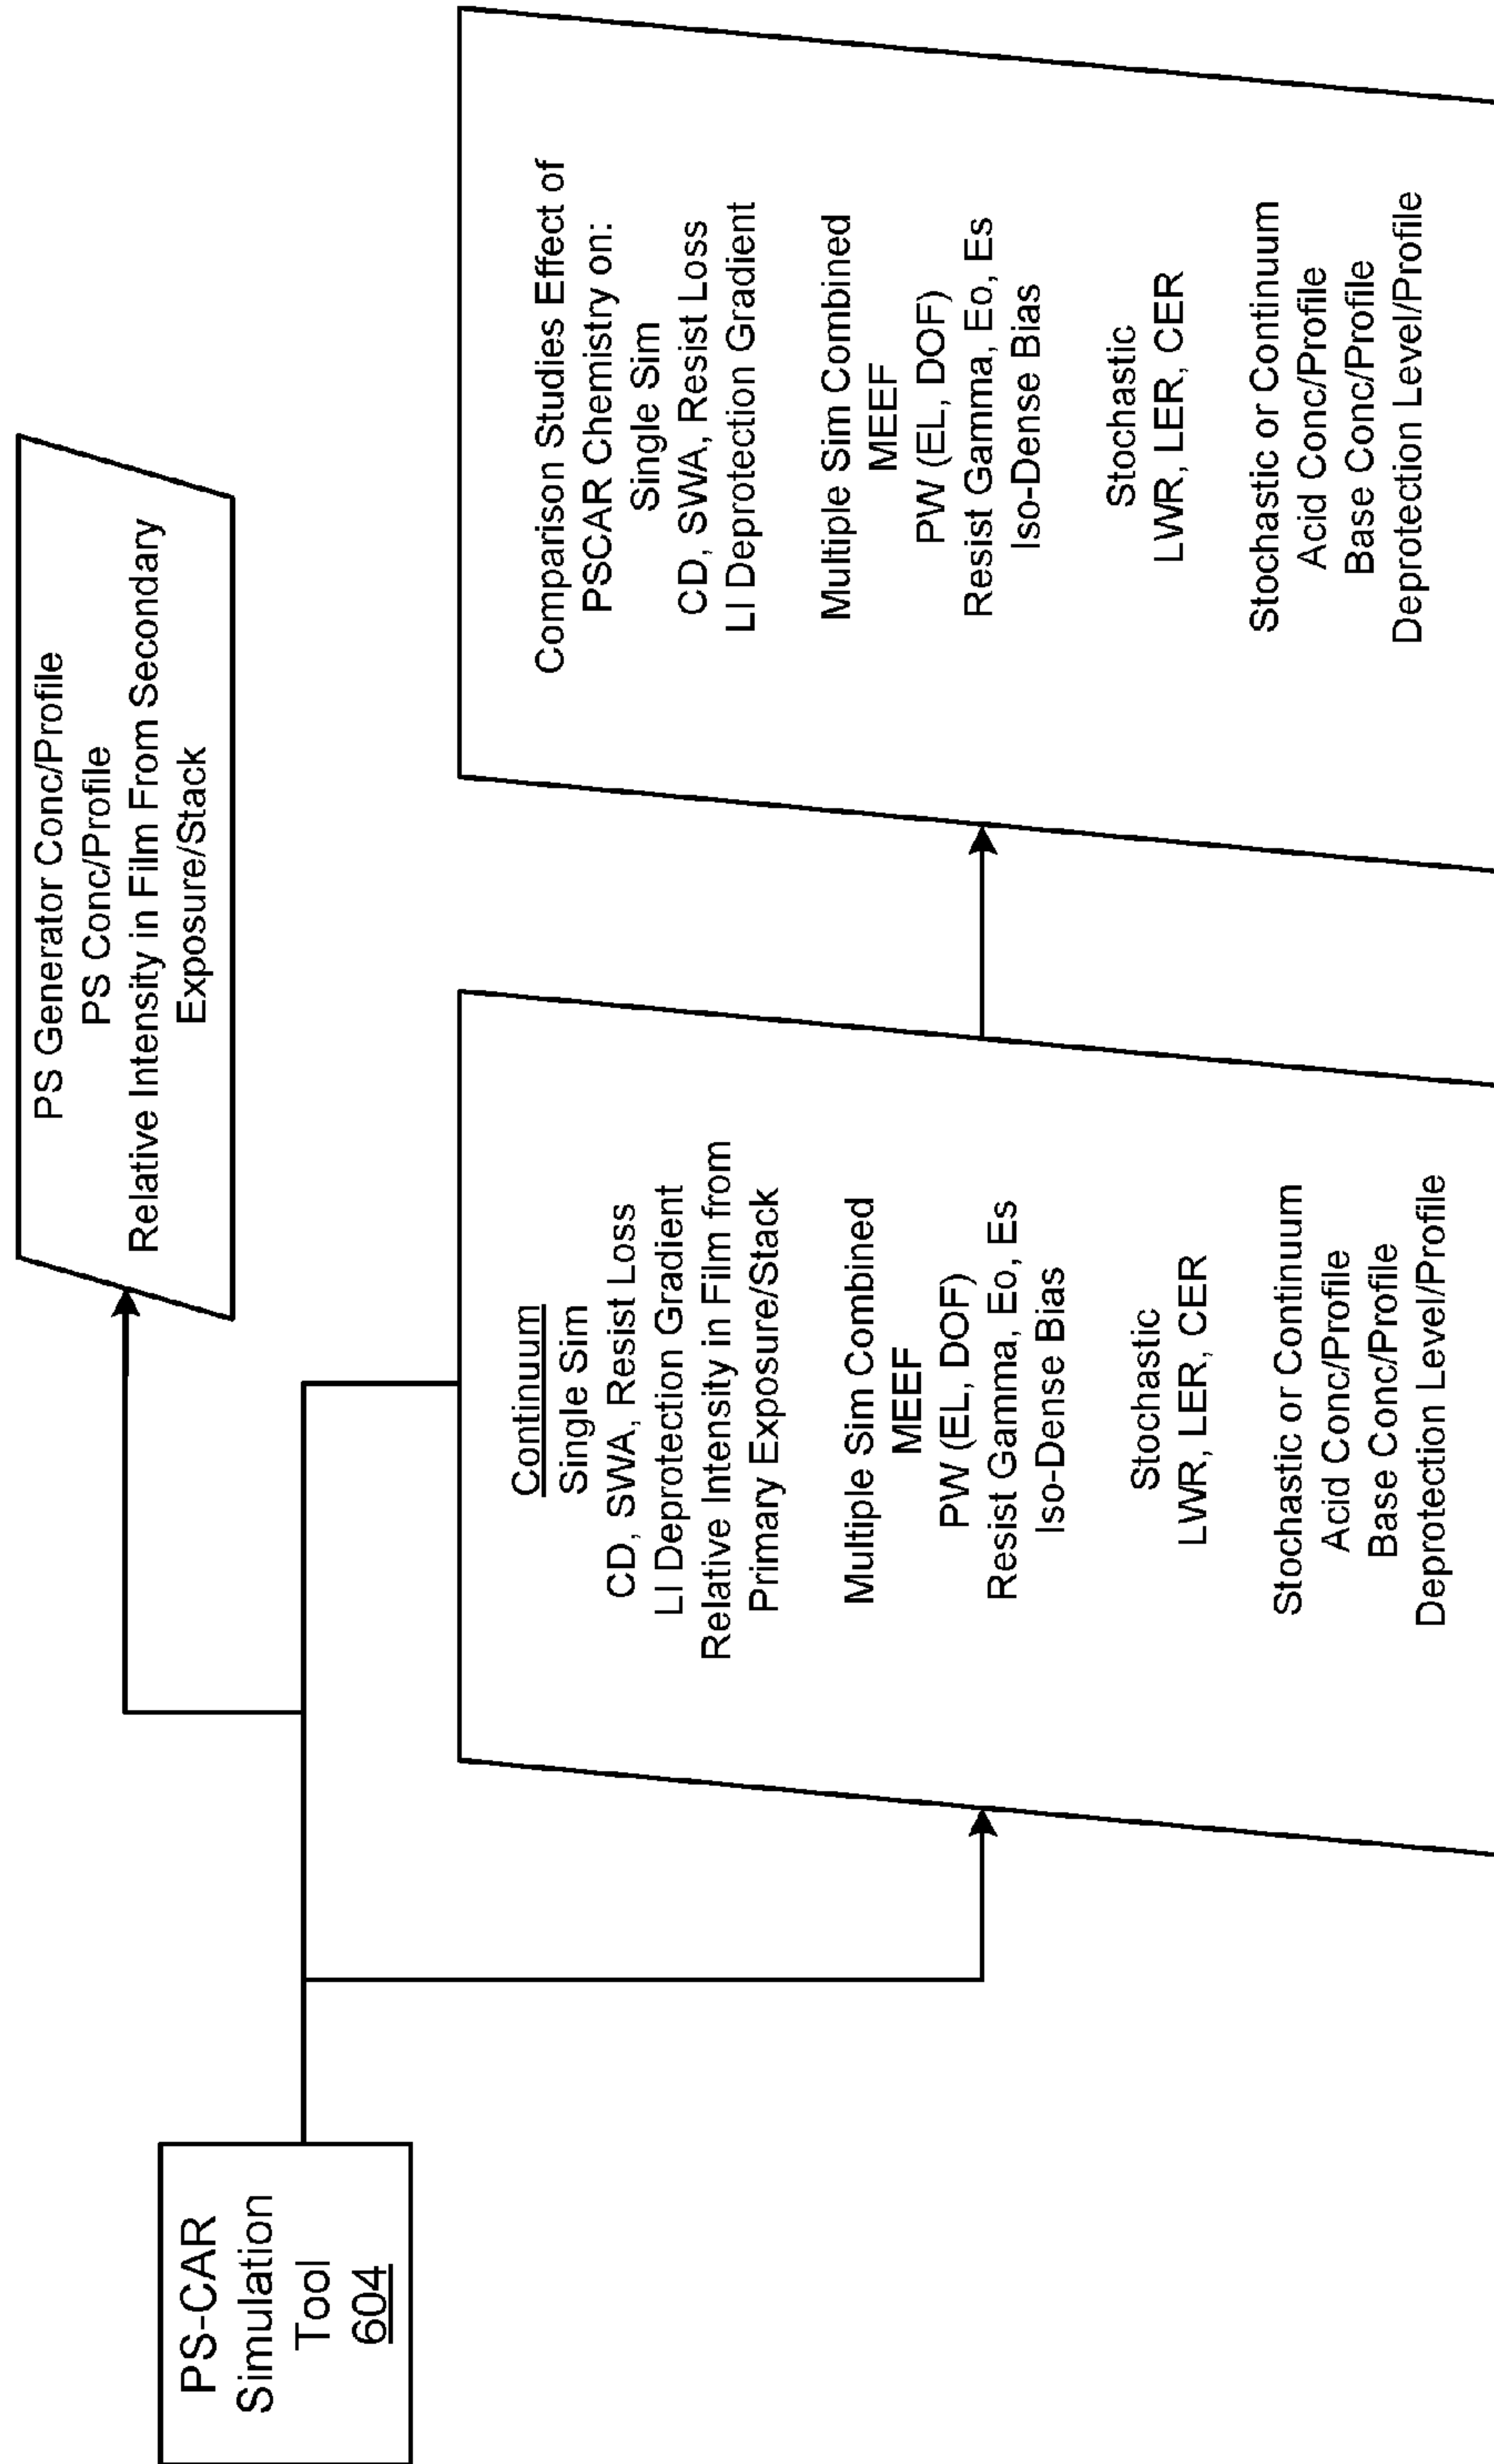 PS-CAR
Simulation
Tool
604
PS Generator Conc/Profile
PS Conc/Profile
Relative Intensity in Film From Secondary
Exposure/Stack
Continuum
Single Sim
CD, SWA, Resist Loss
LI Deprotection Gradient
Relative Intensity in Film from
Primary Exposure/Stack
Multiple Sim Combined
MEEF
PW (EL, DOF)
Resist Gamma, Eo, Es
Iso-Dense Bias
Stochastic
LWR, LER, CER
Stochastic or Continuum
Acid Conc/Profile
Base Conc/Profile
Deprotection Level/Profile
Comparison Studies Effect of
PSCAR Chemistry on:
Single Sim
CD, SWA, Resist Loss
LI Deprotection Gradient
Multiple Sim Combined
MEEF
PW (EL, DOF)
Resist Gamma, Eo, Es
Iso-Dense Bias
Stochastic
LWR, LER, CER
Stochastic or Continuum
Acid Conc/Profile
Base Conc/Profile
Deprotection Level/Profile